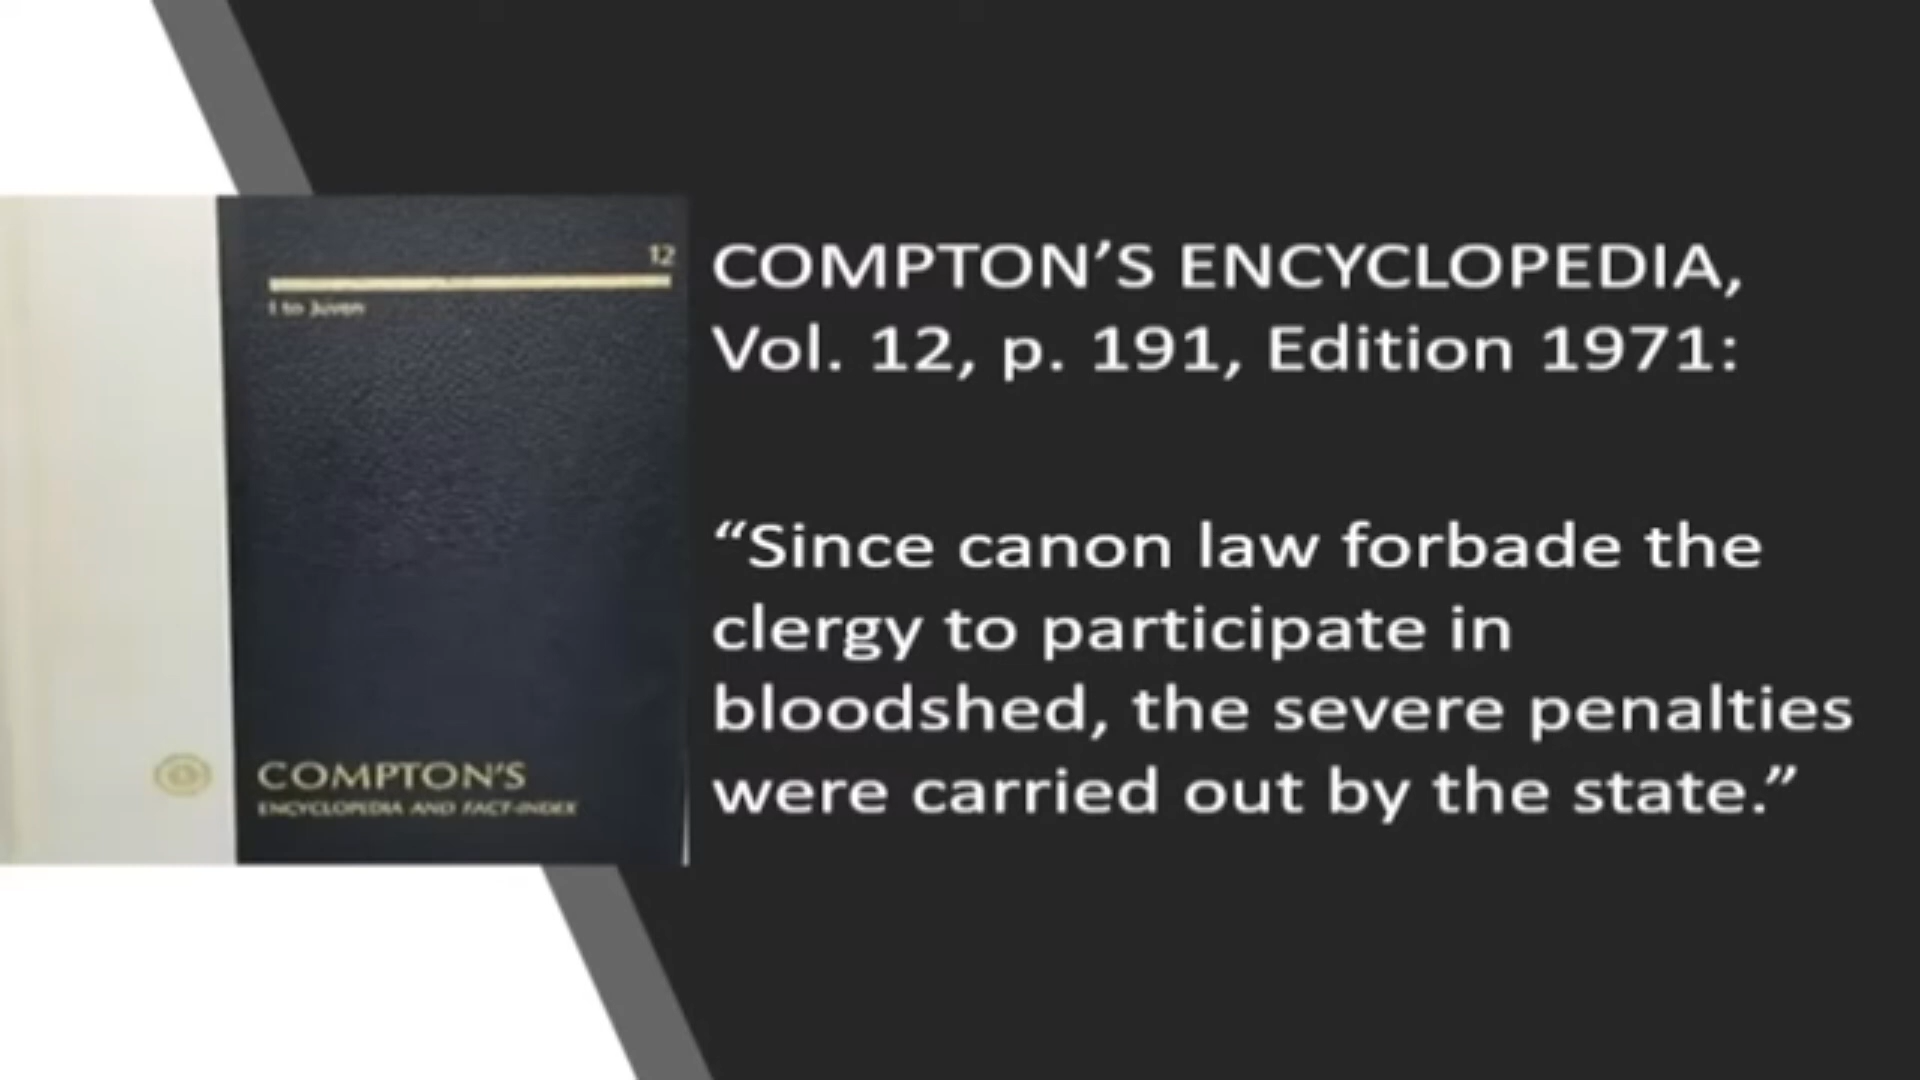 12
I to Juven
COMPTON'S
ENCYCLOPEDIA AND FACT-INDEX
COMPTON’S ENCYCLOPEDIA,
Vol. 12, p. 191, Edition 1971:
“Since canon law forbade the
clergy to participate in
bloodshed, the severe penalties
were carried out by the state.”